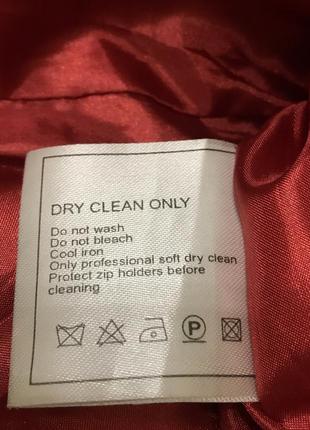 DRY CLEAN ONLY
Do not wash
Do not bleach
Cool iron
Only professional soft dry clean
Protect zip holders before
cleaning
P